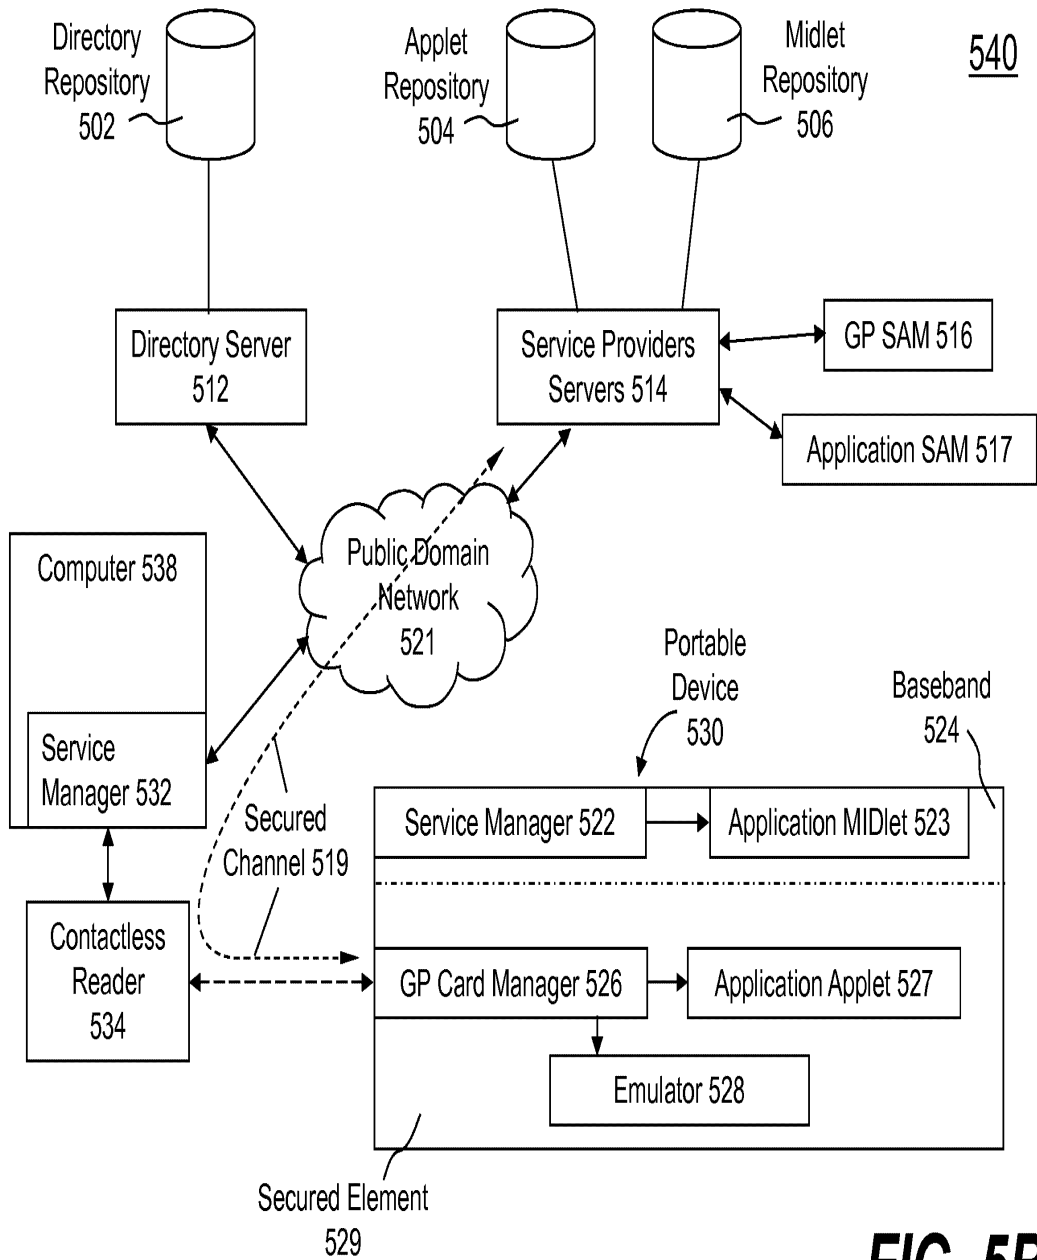 Directory
Repository
502
Applet
Repository
504
Midlet
Repository
506
540
Directory Server
512
Service Providers
Servers 514
GP SAM 516
Application SAM 517
Computer 538
Public Domain
Network
521
Service
Manager 532
Secured
Channel 519
Portable
Device
530
Baseband
524
Service Manager 522
Application MIDlet 523
Contactless
Reader
534
GP Card Manager 526
Application Applet 527
Emulator 528
Secured Element
529
FIG. 5B